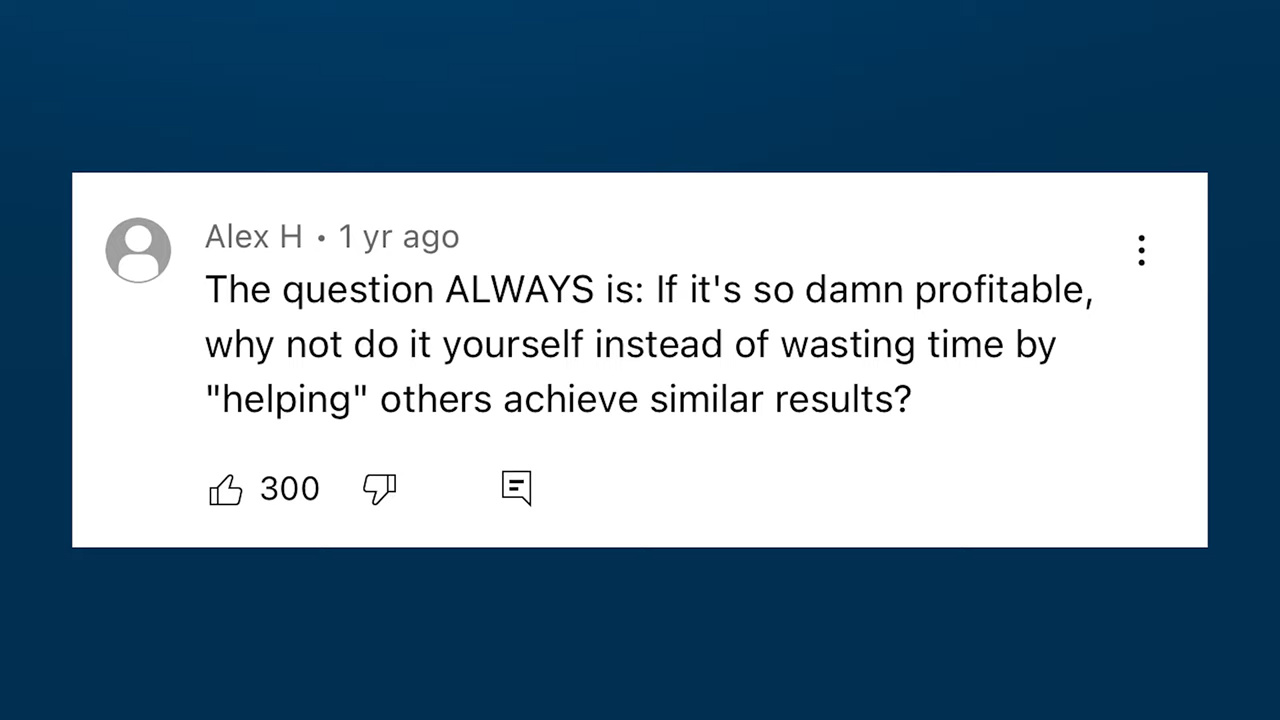 Alex H • 1 yr ago
The question ALWAYS is: If it's so damn profitable,
why not do it yourself instead of wasting time by
"helping" others achieve similar results?
300